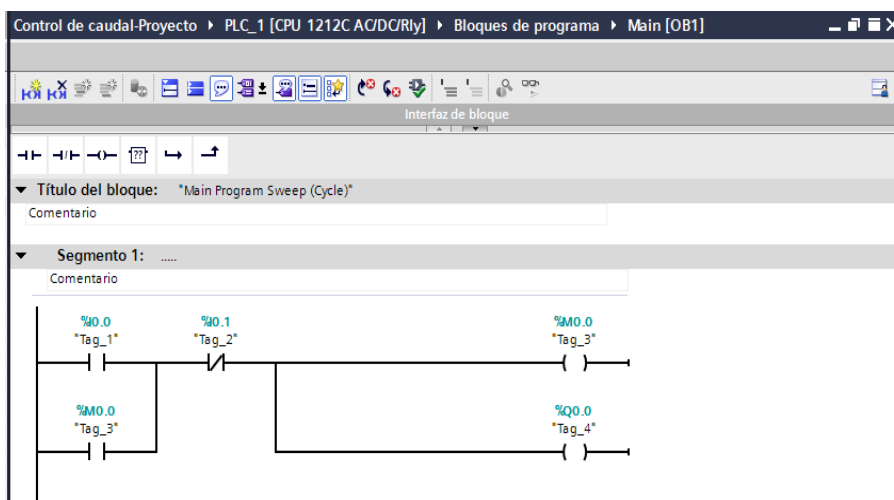 Control de caudal-Proyecto ▸ PLC_1 [CPU 1212C AC/DC/Rly] ▸ Bloques de programa ▸ Main [OB1]
Interfaz de bloque
??
Título del bloque: "Main Program Sweep (Cycle)"
Comentario
Segmento 1: .....
Comentario
%I0.0 %I0.1 %M0.0
"Tag_1" "Tag_2" "Tag_3"
%M0.0 %Q0.0
"Tag_3" "Tag_4"